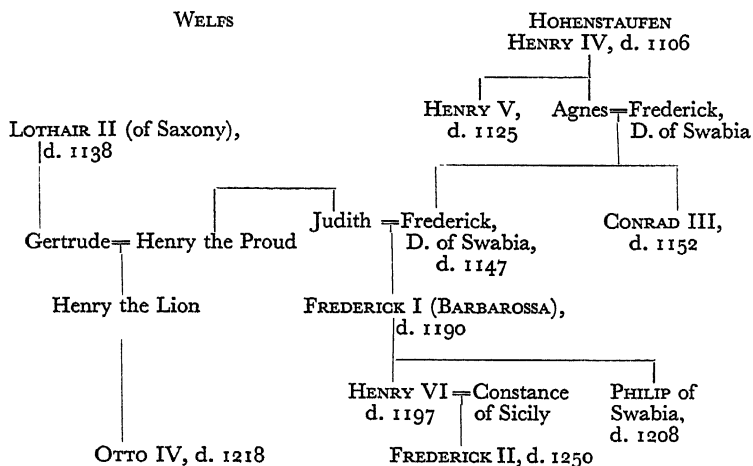 WELFS
HOHENSTAUFEN
HENRY IV, d. 1106
HENRY V,
d. 1125
Agnes=Frederick,
D. of Swabia
LOTHAIR II (of Saxony),
d. 1138
Gertrude= Henry the Proud
Judith =Frederick,
D. of Swabia,
d. 1147
CONRAD III,
d. 1152
Henry the Lion
FREDERICK I (BARBAROSSA),
d. 1190
HENRY VI =Constance
d. 1197 of Sicily
PHILIP of
Swabia,
d. 1208
OTTO IV, d. 1218
FREDERICK II, d. 1250